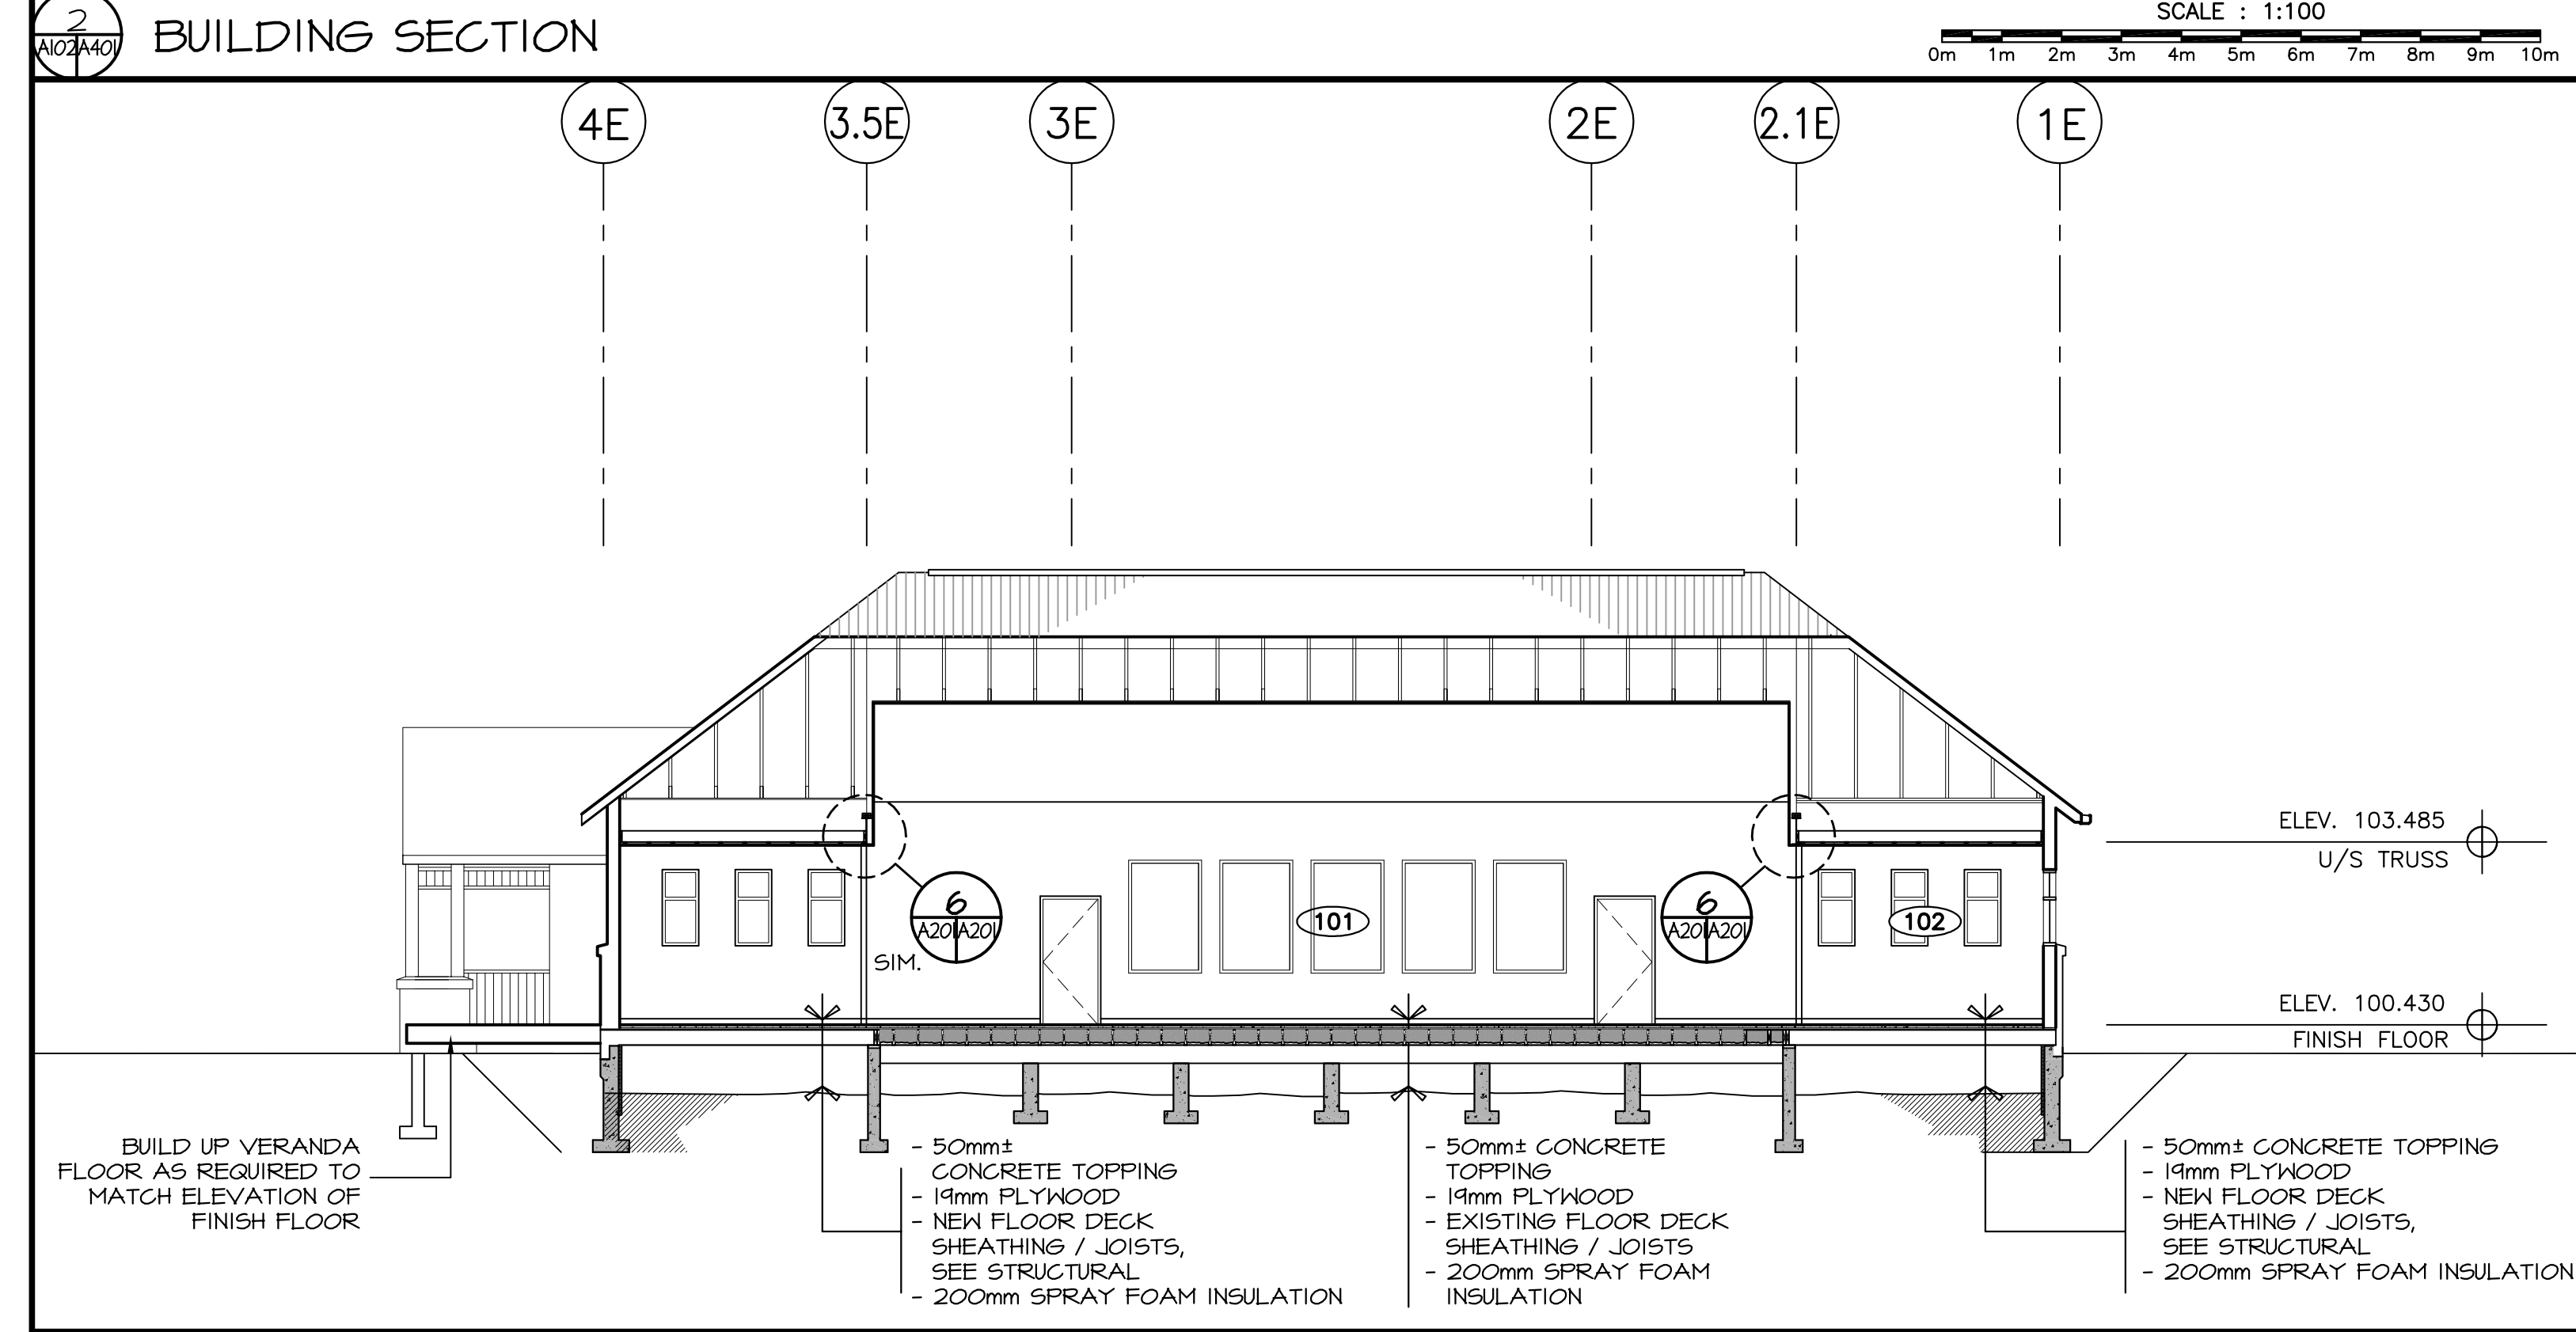 2
A102 A401
BUILDING SECTION
SCALE : 1:100
0m 1m 2m 3m 4m 5m 6m 7m 8m 9m 10m
4E 3.5E 3E 2E 2.1E 1E
ELEV. 103.485
U/S TRUSS
6
A201 A201
SIM.
101
6
A201 A201
102
ELEV. 100.430
FINISH FLOOR
BUILD UP VERANDA
FLOOR AS REQUIRED TO
MATCH ELEVATION OF
FINISH FLOOR
- 50mm±
CONCRETE TOPPING
- 19mm PLYWOOD
- NEW FLOOR DECK
SHEATHING / JOISTS,
SEE STRUCTURAL
- 200mm SPRAY FOAM INSULATION
- 50mm± CONCRETE
TOPPING
- 19mm PLYWOOD
- EXISTING FLOOR DECK
SHEATHING / JOISTS
- 200mm SPRAY FOAM
INSULATION
- 50mm± CONCRETE TOPPING
- 19mm PLYWOOD
- NEW FLOOR DECK
SHEATHING / JOISTS,
SEE STRUCTURAL
- 200mm SPRAY FOAM INSULATION